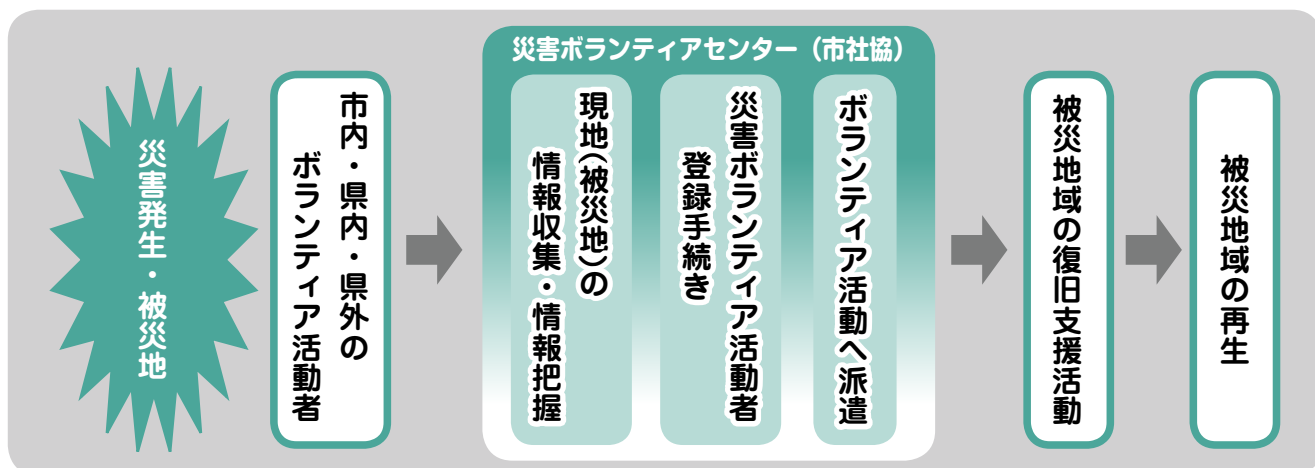 災害発生・被災地
市内・県内・県外の
ボランティア活動者
災害ボランティアセンター（市社協）
現地（被災地）の
情報収集・情報把握
災害ボランティア活動者
登録手続き
ボランティア活動へ派遣
被災地域の復旧支援活動
被災地域の再生